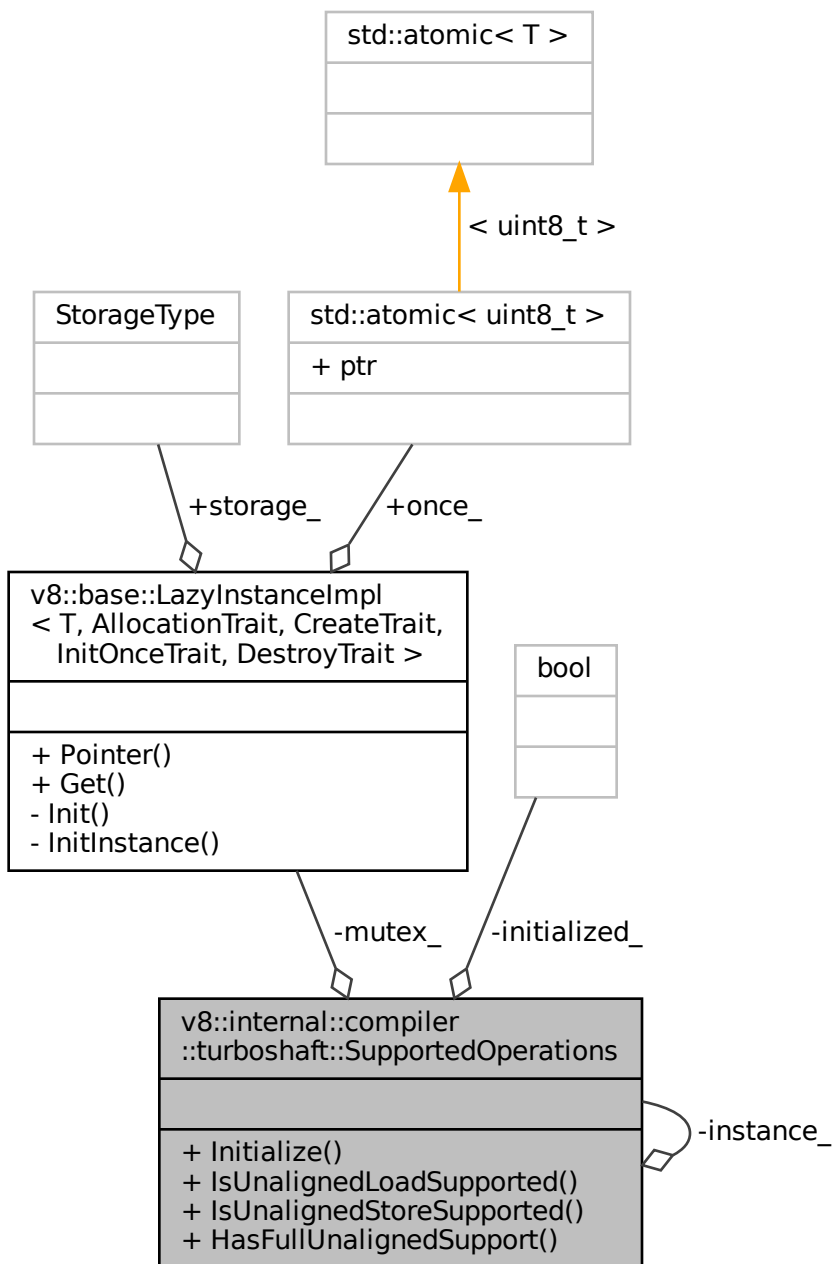 std::atomic< T >
< uint8_t >
StorageType
std::atomic< uint8_t >
+ ptr
+storage_
+once_
v8::base::LazyInstanceImpl
< T, AllocationTrait, CreateTrait,
InitOnceTrait, DestroyTrait >
+ Pointer()
+ Get()
- Init()
- InitInstance()
bool
-mutex_
-initialized_
v8::internal::compiler
::turboshaft::SupportedOperations
+ Initialize()
+ IsUnalignedLoadSupported()
+ IsUnalignedStoreSupported()
+ HasFullUnalignedSupport()
-instance_